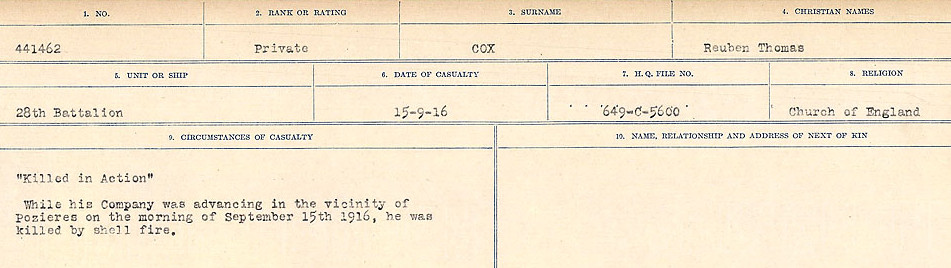 1. NO. 2. RANK OR RATING 3. SURNAME 4. CHRISTIAN NAMES
441462 Private COX Reuben Thomas
5. UNIT OR SHIP 6. DATE OF CASUALTY 7. H. Q. FILE NO. 8. RELIGION
28th Battalion 15-9-16 649-C-5600 Church of England
9. CIRCUMSTANCES OF CASUALTY 10. NAME, RELATIONSHIP AND ADDRESS OF NEXT OF KIN
"Killed in Action"
While his Company was advancing in the vicinity of
Pozieres on the morning of September 15th 1916, he was
killed by shell fire.